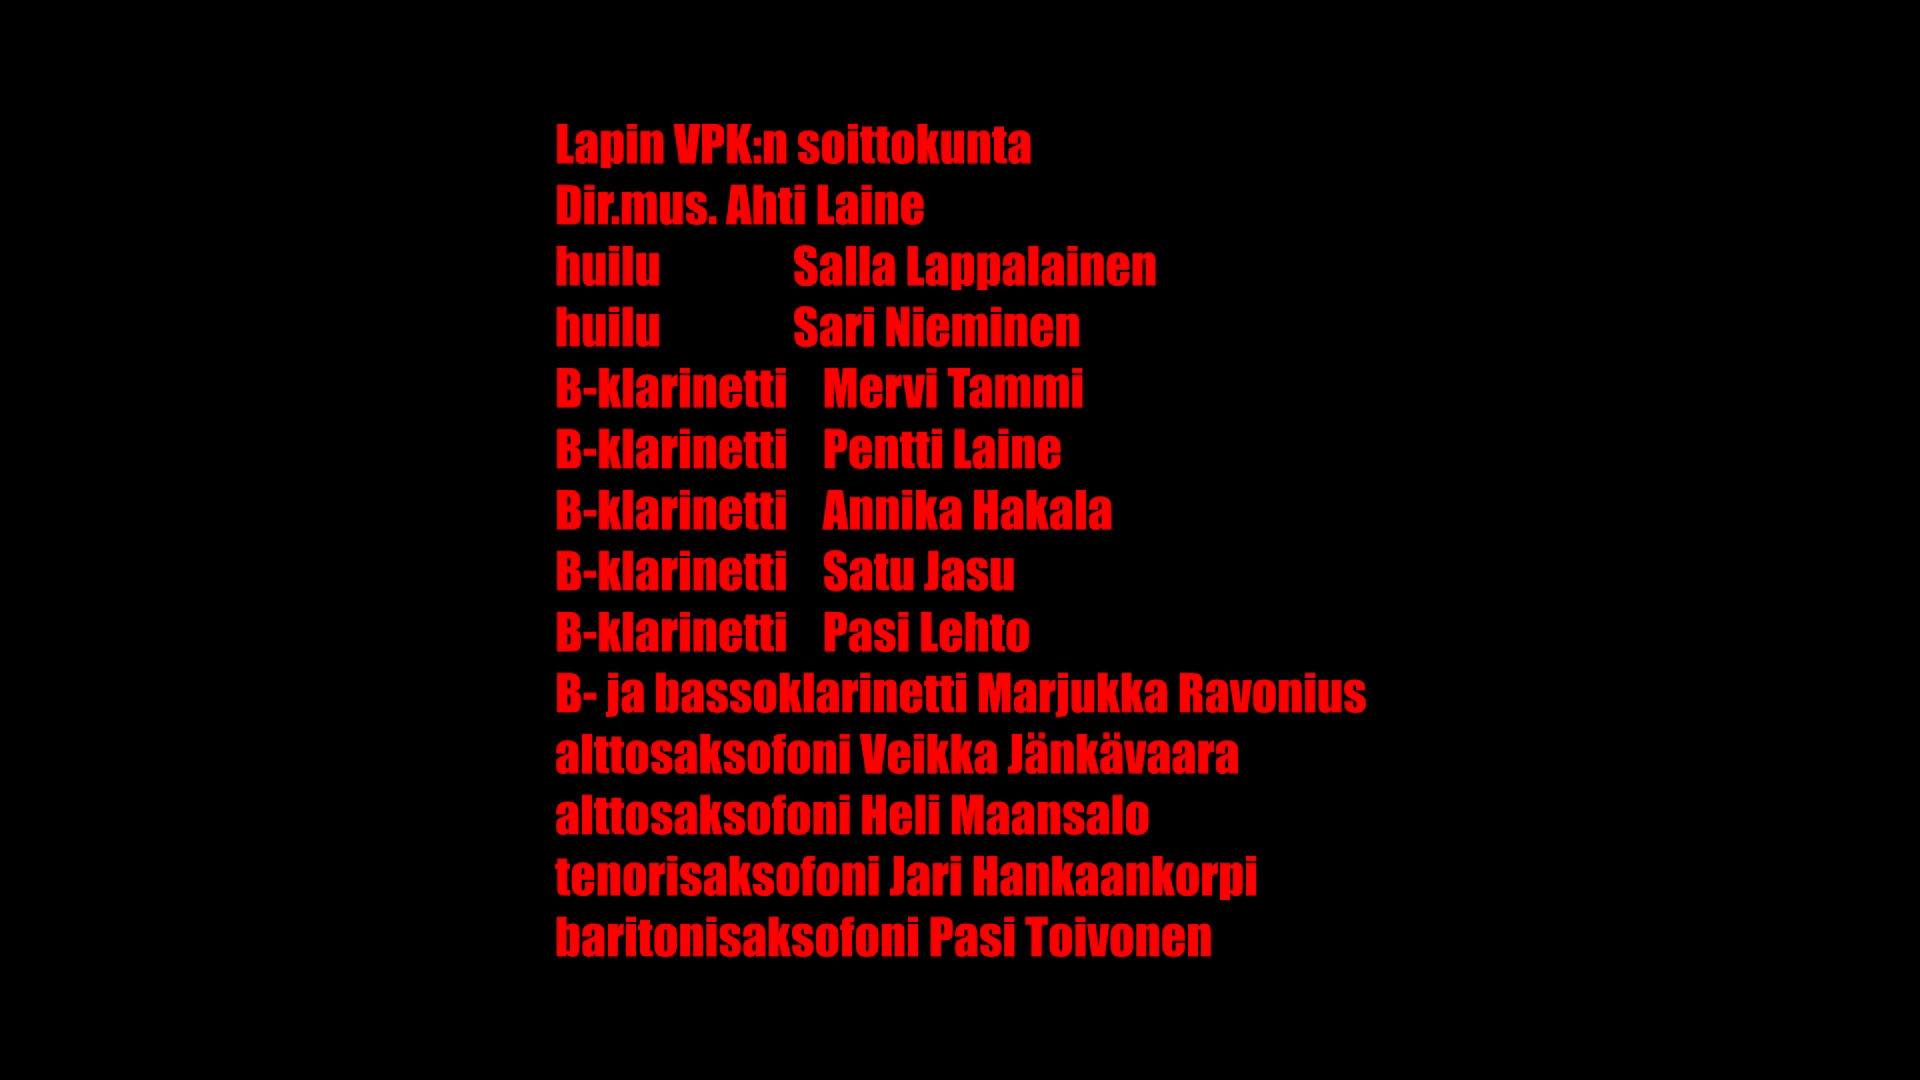 Lapin VPK:n soittokunta
Dir.mus. Ahti Laine
huilu Salla Lappalainen
huilu Sari Nieminen
B-klarinetti Mervi Tammi
B-klarinetti Pentti Laine
B-klarinetti Annika Hakala
B-klarinetti Satu Jasu
B-klarinetti Pasi Lehto
B- ja bassoklarinetti Marjukka Ravonius
alttosaksofoni Veikka Jänkävaara
alttosaksofoni Heli Maansalo
tenorisaksofoni Jari Hankaankorpi
baritonisaksofoni Pasi Toivonen